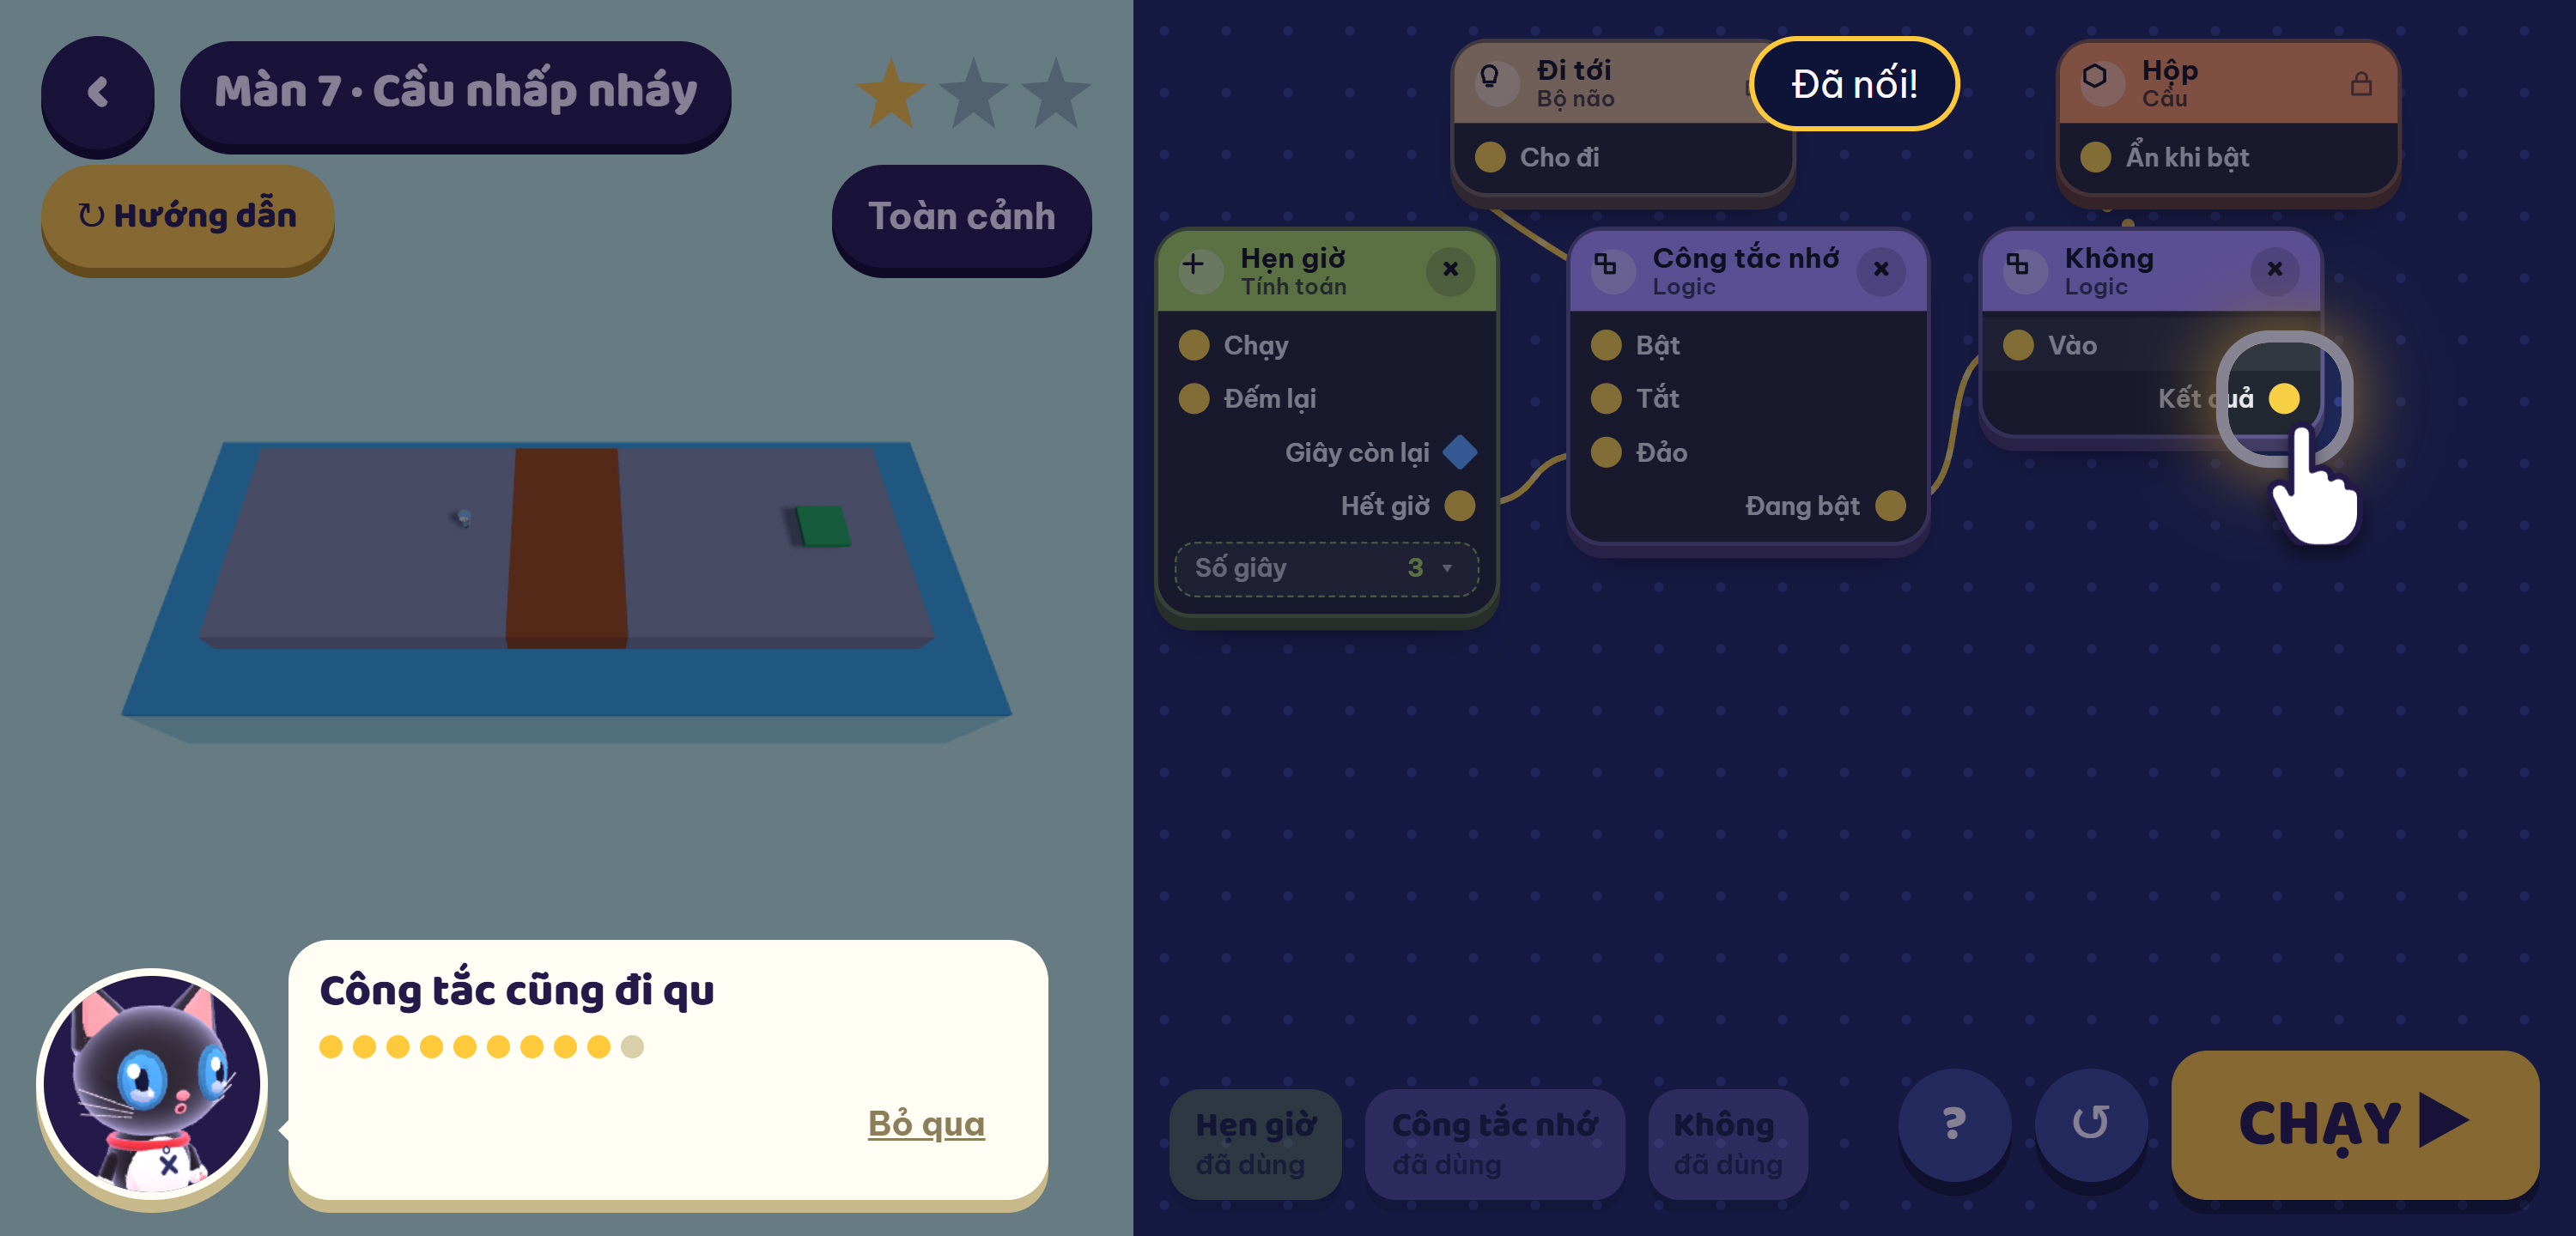 Màn 7 • Cầu nhấp nháy
Hướng dẫn
Toàn cảnh
Đi tới
Bộ não
Cho đi
Đã nối!
Hộp
Cầu
Ẩn khi bật
Hẹn giờ
Tính toán
Chạy
Đếm lại
Giây còn lại
Hết giờ
Số giây 3
Công tắc nhớ
Logic
Bật
Tắt
Đảo
Đang bật
Không
Logic
Vào
Kết quả
Công tắc cũng đi qu
Bỏ qua
Hẹn giờ
đã dùng
Công tắc nhớ
đã dùng
Không
đã dùng
?
CHẠY